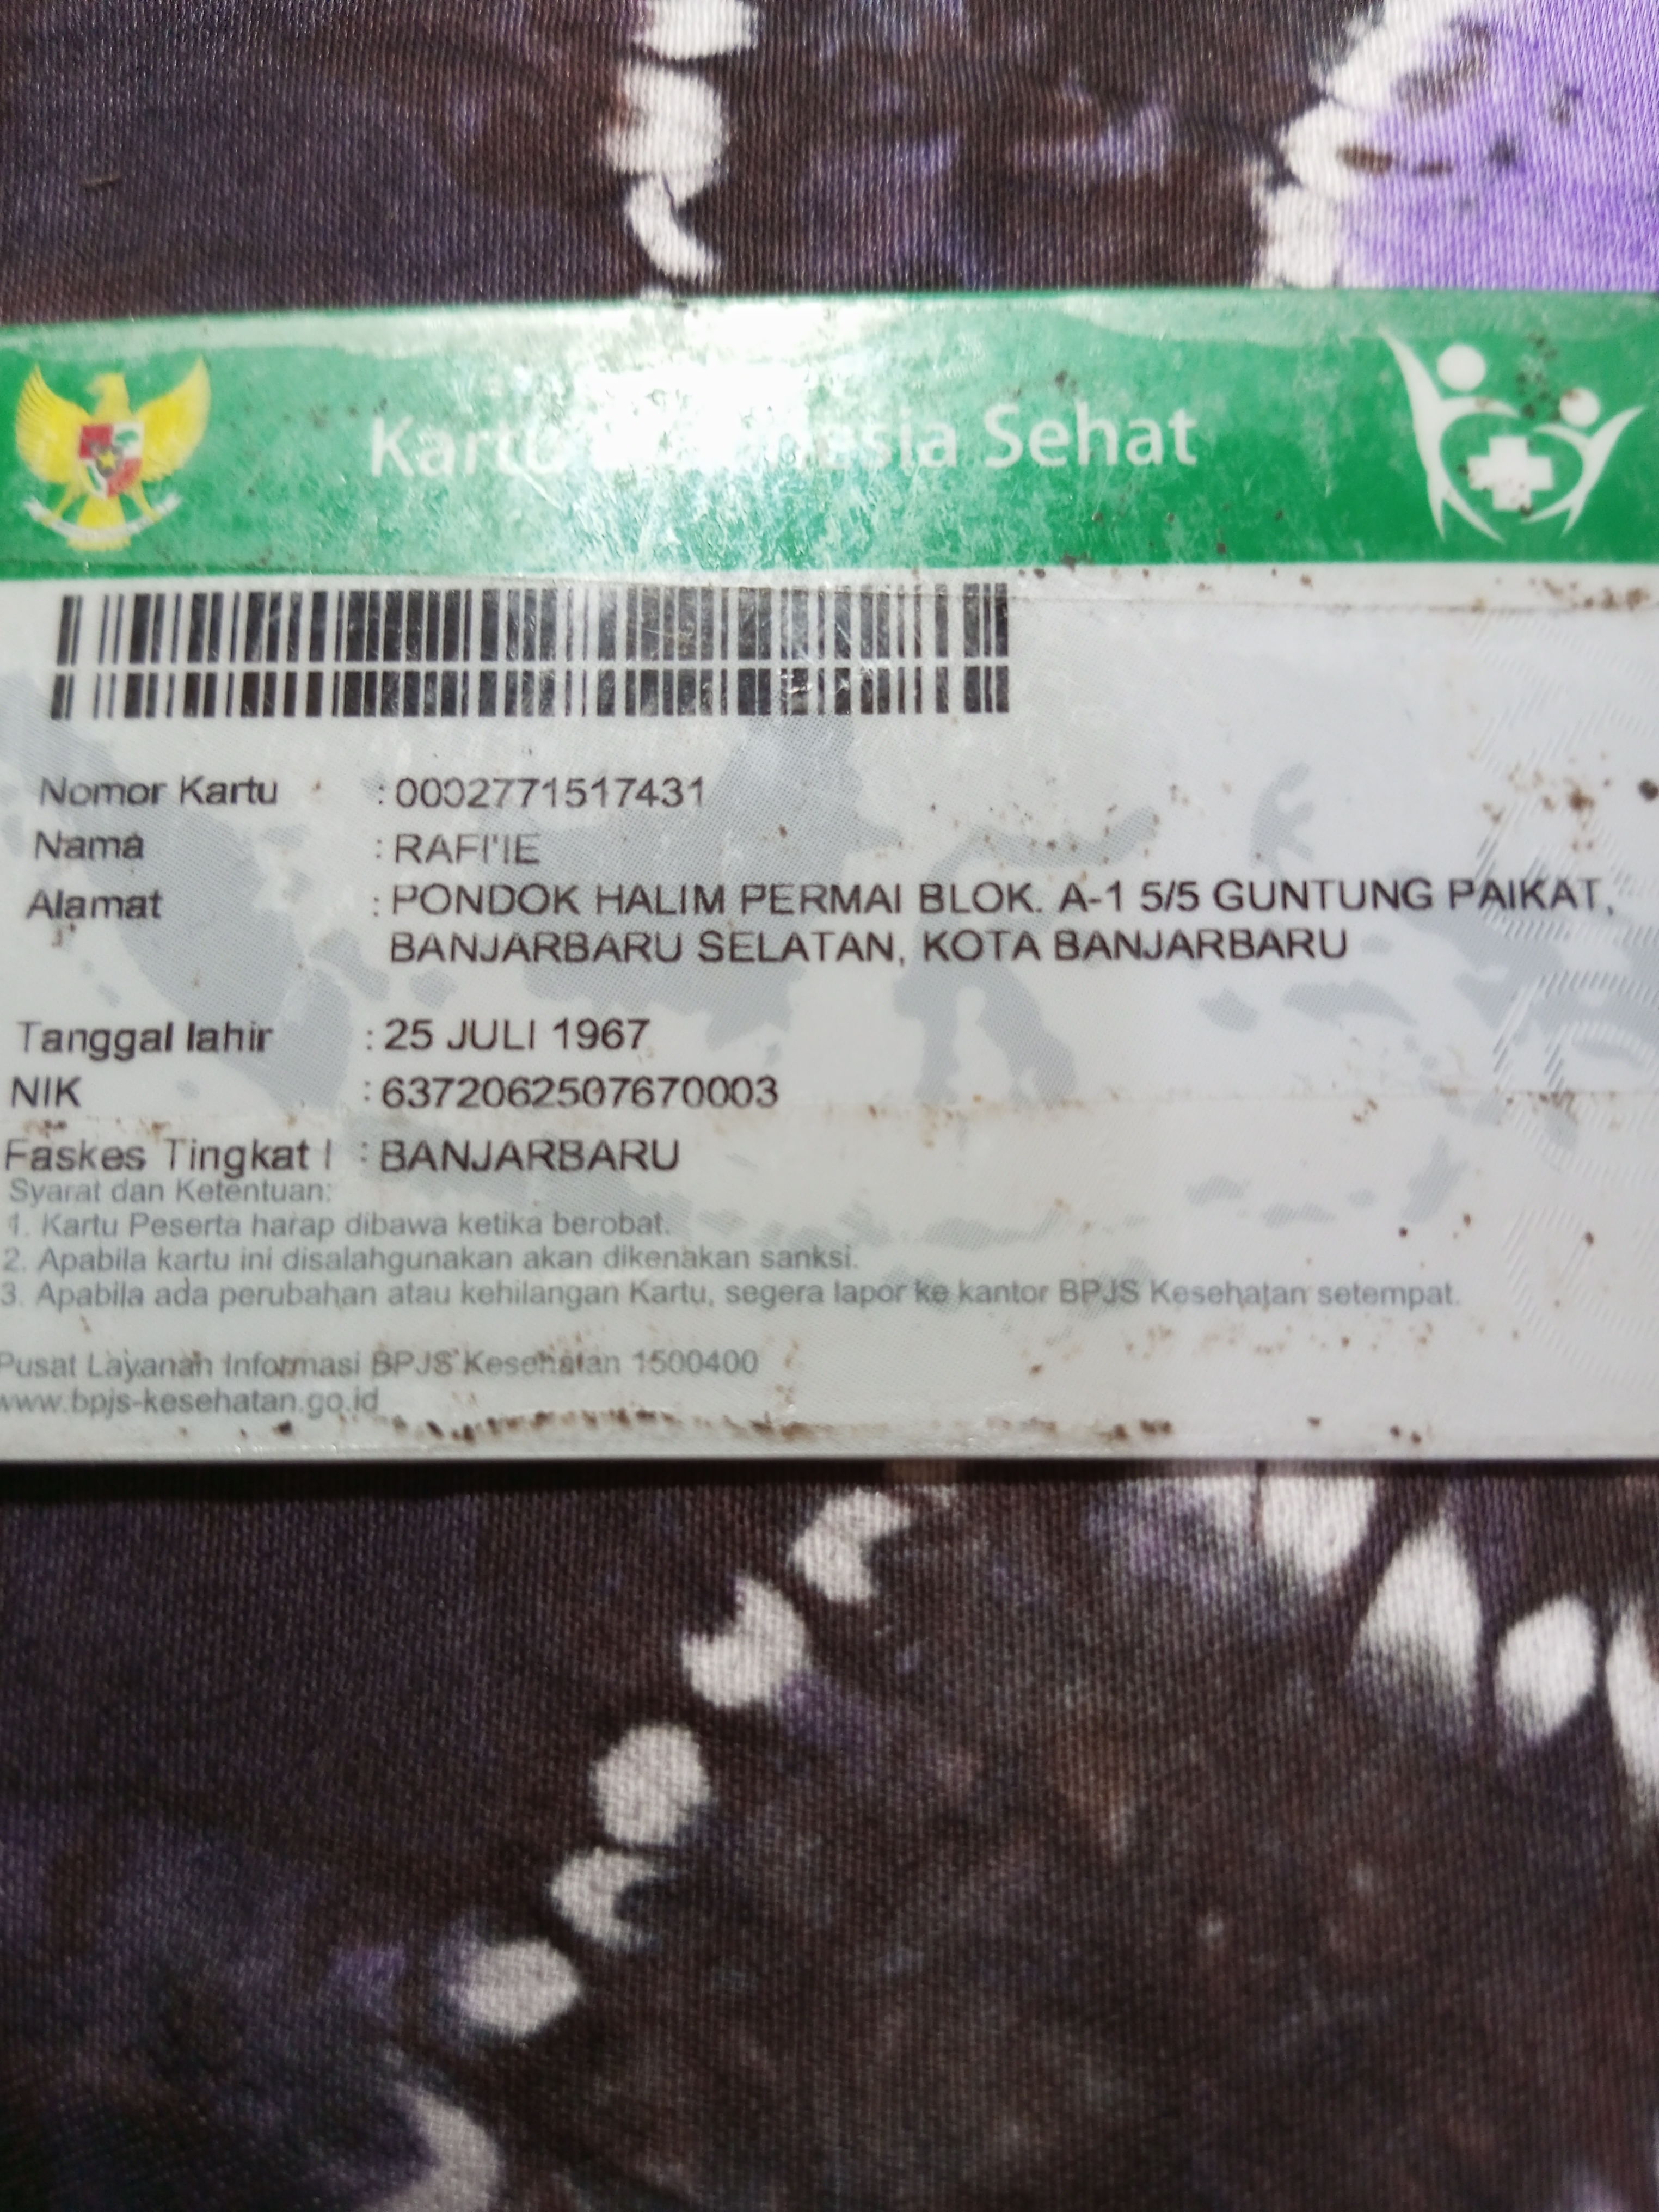 Kartu Indonesia Sehat
Nomor Kartu : 0002771517431
Nama : RAFI'IE
Alamat : PONDOK HALIM PERMAI BLOK. A-1 5/5 GUNTUNG PAIKAT,
BANJARBARU SELATAN, KOTA BANJARBARU
Tanggal lahir : 25 JULI 1967
NIK : 6372062507670003
Faskes Tingkat I : BANJARBARU
Syarat dan Ketentuan:
1. Kartu Peserta harap dibawa ketika berobat.
2. Apabila kartu ini disalahgunakan akan dikenakan sanksi.
3. Apabila ada perubahan atau kehilangan Kartu, segera lapor ke kantor BPJS Kesehatan setempat.
Pusat Layanan Informasi BPJS Kesehatan 1500400
www.bpjs-kesehatan.go.id